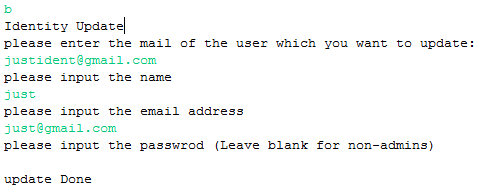 b
Identity Update
please enter the mail of the user which you want to update:
justident@gmail.com
please input the name
just
please input the email address
just@gmail.com
please input the passwrod (Leave blank for non-admins)
update Done